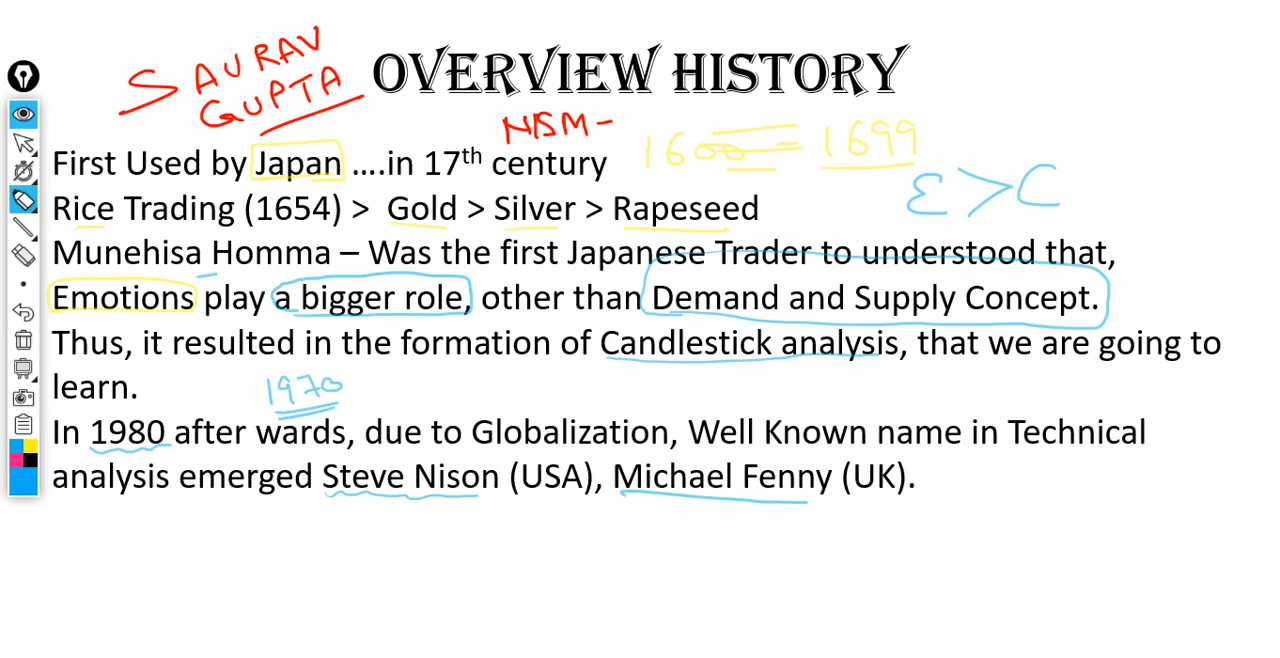 SAURAV
GUPTA
OVERVIEW HISTORY
NISM -
1600 = 1699
First Used by Japan ....in 17th century
E > C
Rice Trading (1654) > Gold > Silver > Rapeseed
Munehisa Homma – Was the first Japanese Trader to understood that,
Emotions play a bigger role, other than Demand and Supply Concept.
Thus, it resulted in the formation of Candlestick analysis, that we are going to
learn.
1970
In 1980 after wards, due to Globalization, Well Known name in Technical
analysis emerged Steve Nison (USA), Michael Fenny (UK).